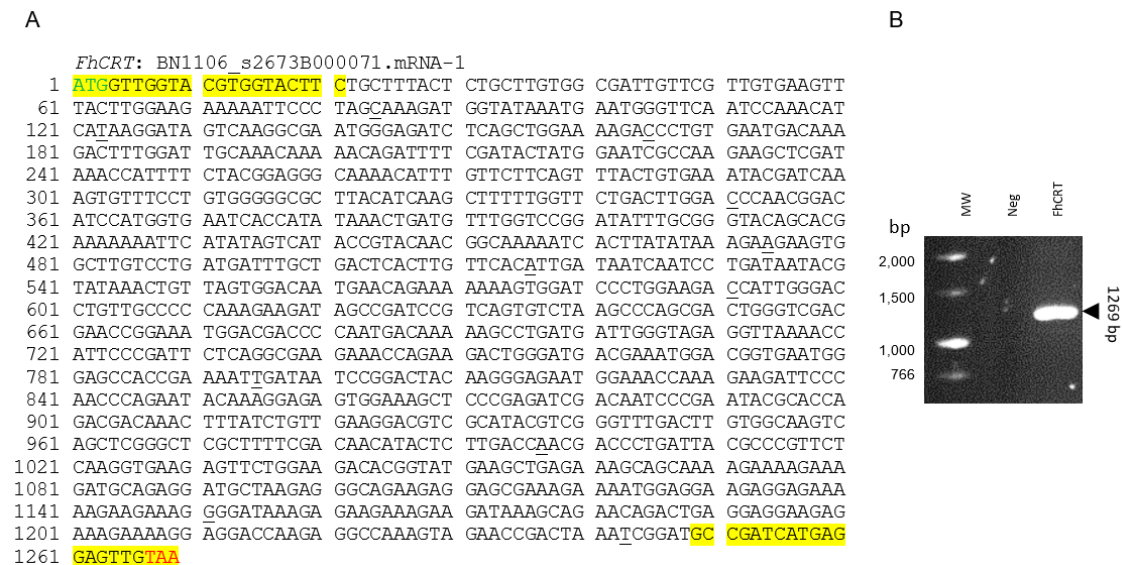 A
FhCRT: BN1106_s2673B000071.mRNA-1
1 ATGGTTGGTA CGTGGTACTT CTGCTTTACT CTGCTTGTGG CGATTGTTCG TTGTGAAGTT
61 TACTTGGAAG AAAAATTCCC TAGCAAAGAT GGTATAAATG AATGGGTTCA ATCCAAACAT
121 CATAAGGATA GTCAAGGCGA ATGGGAGATC TCAGCTGGAA AAGACCCTGT GAATGACAAA
181 GACTTTGGAT TGCAAACAAA AACAGATTTT CGATACTATG GAATCGCCAA GAAGCTCGAT
241 AAACCATTTT CTACGGAGGG CAAAACATTT GTTCTTCAGT TTACTGTGAA ATACGATCAA
301 AGTGTTTCCT GTGGGGGCGC TTACATCAAG CTTTTTGGTT CTGACTTGGA CCCAACGGAC
361 ATCCATGGTG AATCACCATA TAAACTGATG TTTGGTCCGG ATATTTGCGG GTACAGCACG
421 AAAAAAATTC ATATAGTCAT ACCGTACAAC GGCAAAAATC ACTTATATAA AGAAGAAGTG
481 GCTTGTCCTG ATGATTTGCT GACTCACTTG TTCACATTGA TAATCAATCC TGATAATACG
541 TATAAACTGT TAGTGGACAA TGAACAGAAA AAAAGTGGAT CCCTGGAAGA CCATTGGGAC
601 CTGTTGCCCC CAAAGAAGAT AGCCGATCCG TCAGTGTCTA AGCCCAGCGA CTGGGTCGAC
661 GAACCGGAAA TGGACGACCC CAATGACAAA AAGCCTGATG ATTGGGTAGA GGTTAAAACC
721 ATTCCCGATT CTCAGGCGAA GAAACCAGAA GACTGGGATG ACGAAATGGA CGGTGAATGG
781 GAGCCACCGA AAATTGATAA TCCGGACTAC AAGGGAGAAT GGAAACCAAA GAAGATTCCC
841 AACCCAGAAT ACAAAGGAGA GTGGAAAGCT CCCGAGATCG ACAATCCCGA ATACGCACCA
901 GACGACAAAC TTTATCTGTT GAAGGACGTC GCATACGTCG GGTTTGACTT GTGGCAAGTC
961 AGCTCGGGCT CGCTTTTCGA CAACATACTC TTGACCAACG ACCCTGATTA CGCCCGTTCT
1021 CAAGGTGAAG AGTTCTGGAA GACACGGTAT GAAGCTGAGA AAGCAGCAAA AGAAAAGAAA
1081 GATGCAGAGG ATGCTAAGAG GGCAGAAGAG GAGCGAAAGA AAATGGAGGA AGAGGAGAAA
1141 AAGAAGAAAG GGGATAAAGA GAAGAAAGAA GATAAAGCAG AACAGACTGA GGAGGAAGAG
1201 AAAGAAAAGG AGGACCAAGA GGCCAAAGTA GAACCGACTA AATCGGATGC CGATCATGAG
1261 GAGTTGTAA
B
MW Neg FhCRT
bp
2,000
1,500
1,000
766
1269 bp